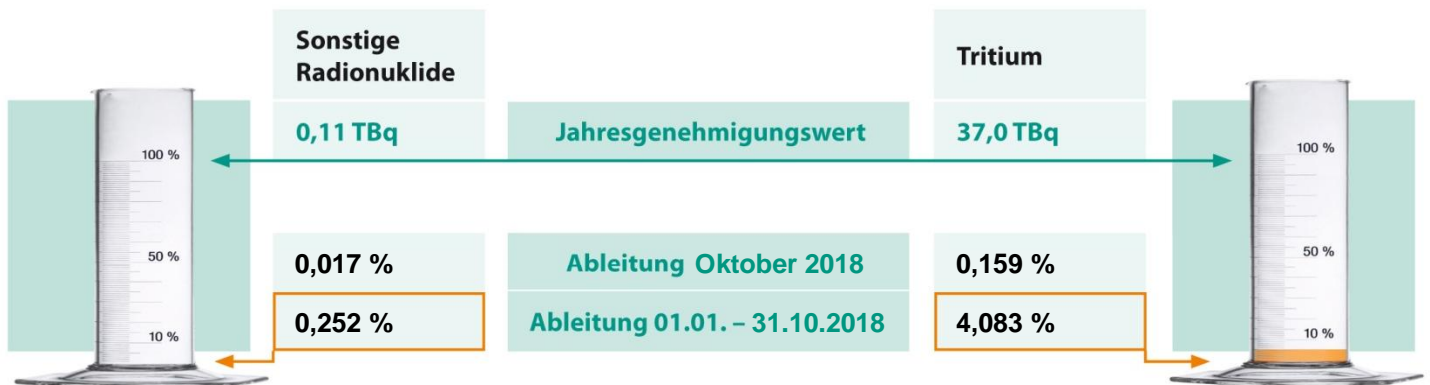 Sonstige
Radionuklide
Tritium
0,11 TBq
Jahresgenehmigungswert
37,0 TBq
100 %
100 %
50 %
0,017 %
Ableitung Oktober 2018
0,159 %
50 %
10 %
0,252 %
Ableitung 01.01. – 31.10.2018
4,083 %
10 %